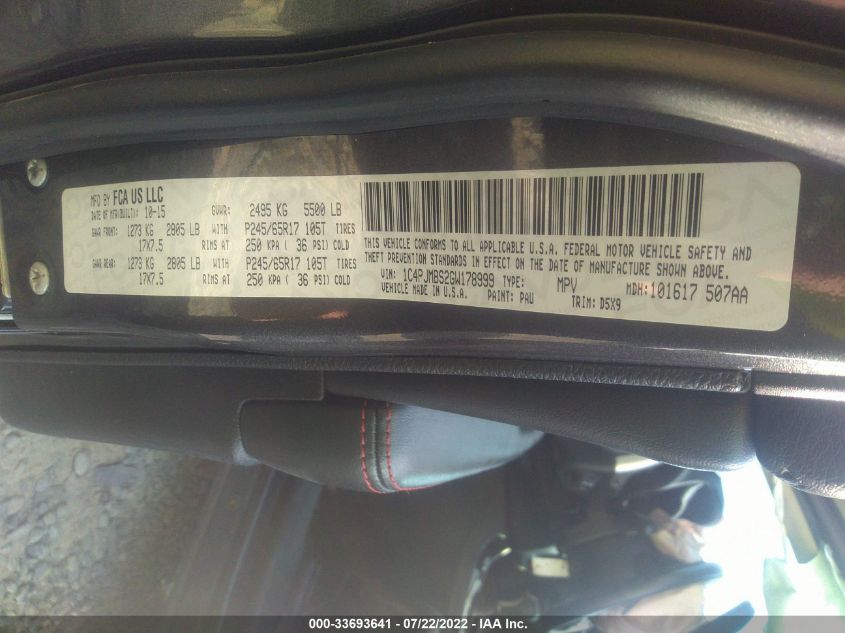 MFD BY FCA US LLC
DATE OF MFR(BUILT): 10-15 GVWR: 2495 KG 5500 LB
GAWR FRONT: 1273 KG 2805 LB WITH P245/65R17 105T TIRES
17X7.5 RIMS AT 250 KPA ( 36 PSI) COLD
GAWR REAR: 1273 KG 2805 LB WITH P245/65R17 105T TIRES
17X7.5 RIMS AT 250 KPA ( 36 PSI) COLD
THIS VEHICLE CONFORMS TO ALL APPLICABLE U.S.A. FEDERAL MOTOR VEHICLE SAFETY AND
THEFT PREVENTION STANDARDS IN EFFECT ON THE DATE OF MANUFACTURE SHOWN ABOVE.
VIN: 1C4PJMBS2GW178999 TYPE: MPV MDH: 101617 507AA
VEHICLE MADE IN U.S.A. PAINT: PAU TRIM: D5X9
000-33693641 / 07/22/2022 - IAA Inc.